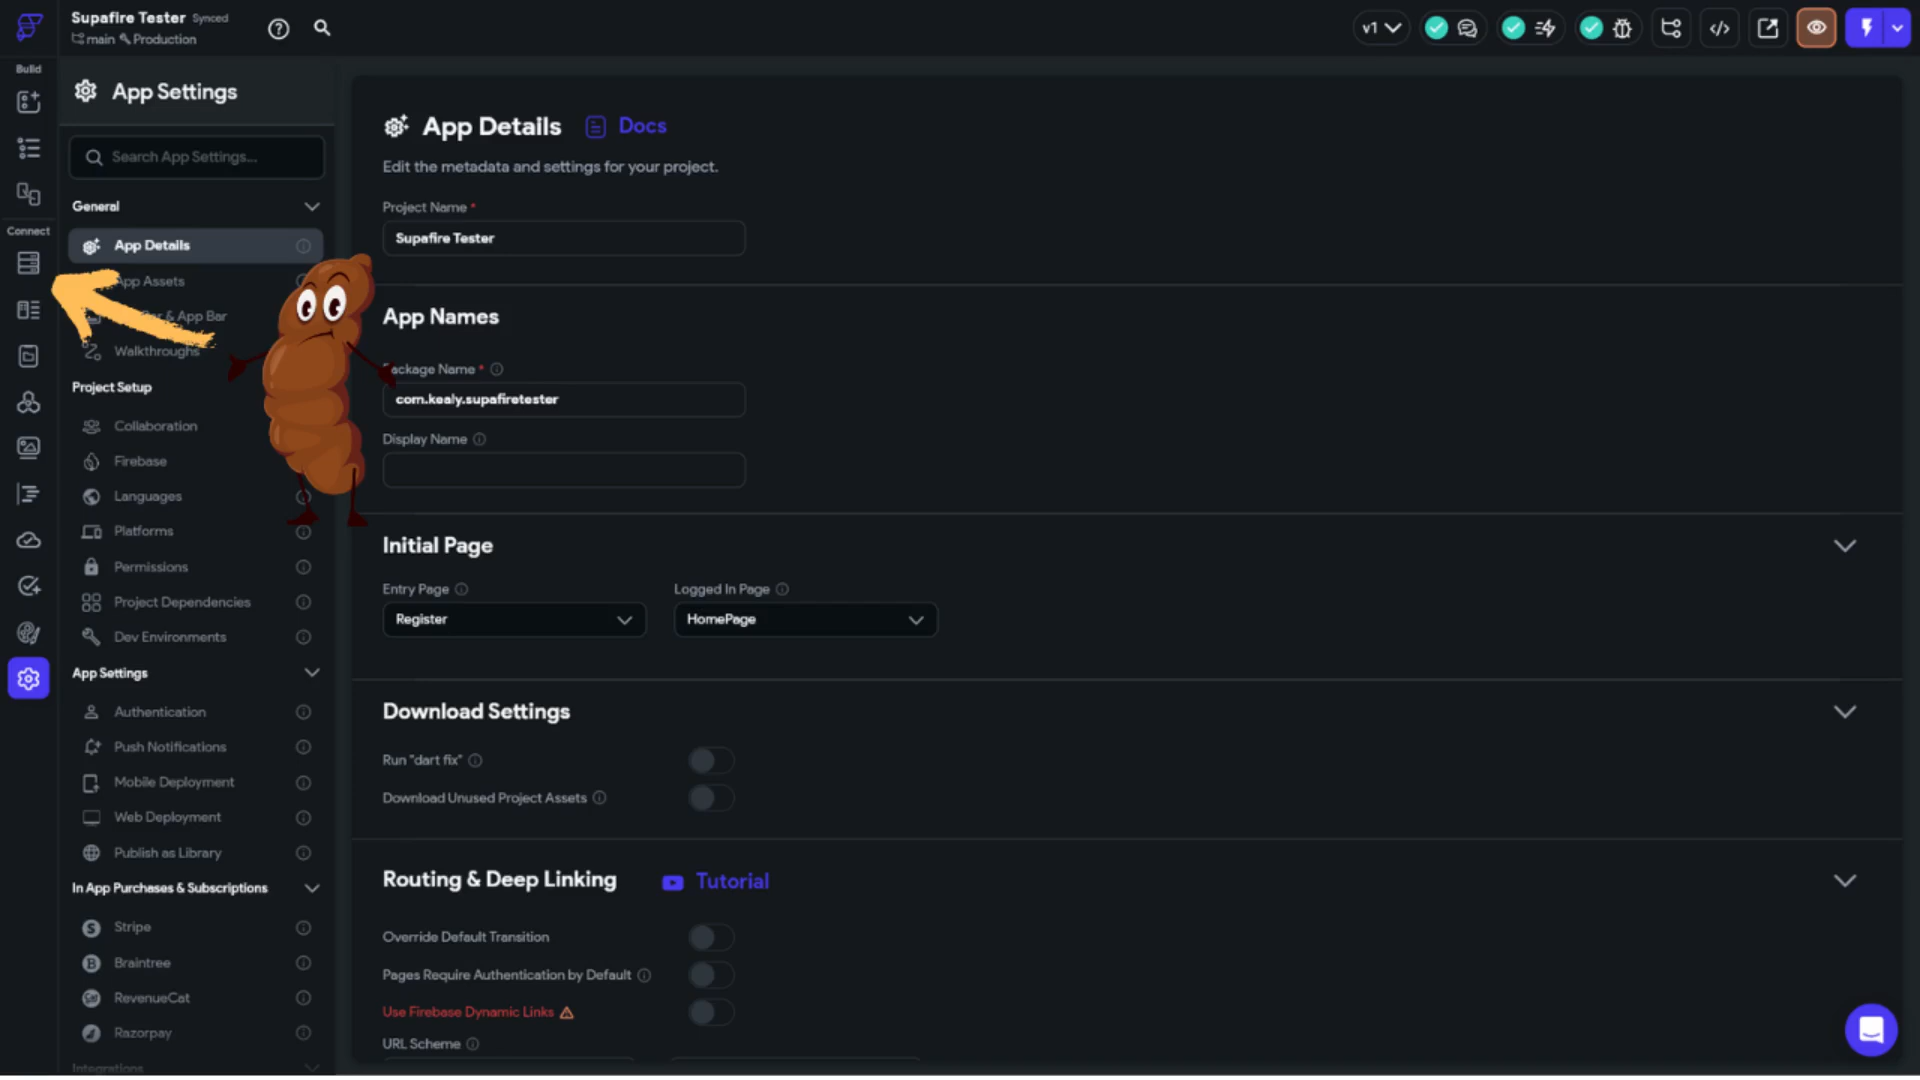 Supafire Tester Synced
main Production
v1
Build
Connect
App Settings
Search App Settings...
General
App Details
App Assets
& App Bar
Walkthroughs
Project Setup
Collaboration
Firebase
Languages
Platforms
Permissions
Project Dependencies
Dev Environments
App Settings
Authentication
Push Notifications
Mobile Deployment
Web Deployment
Publish as Library
In App Purchases & Subscriptions
Stripe
Braintree
RevenueCat
Razorpay
Integrations
App Details Docs
Edit the metadata and settings for your project.
Project Name *
Supafire Tester
App Names
Package Name *
com.kealy.supafiretester
Display Name
Initial Page
Entry Page Logged In Page
Register HomePage
Download Settings
Run "dart fix"
Download Unused Project Assets
Routing & Deep Linking Tutorial
Override Default Transition
Pages Require Authentication by Default
Use Firebase Dynamic Links
URL Scheme